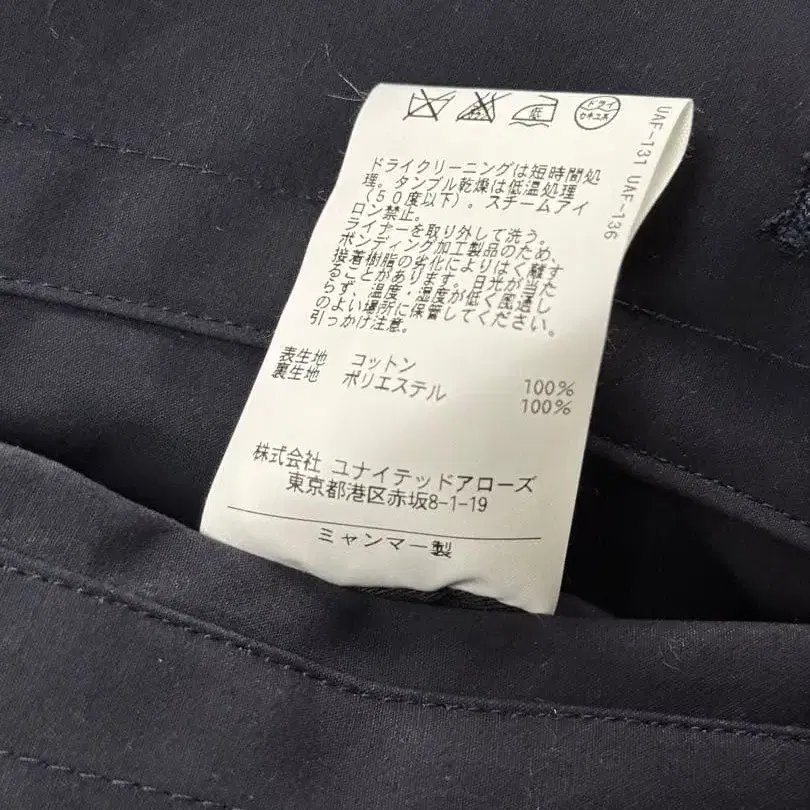 低
ドライ
セキユ系
UAF-131 UAF-136
ドライクリーニングは短時間処
理。タンブル乾燥は低温処理
(50度以下)。スチームアイ
ロン禁止。
ライナーを取り外して洗う。
ボンディング加工製品のため、
接着樹脂の劣化によりはく離す
ることがあります。日光が当た
らず、温度・湿度が低く風通し
のよい場所に保管してください。
引っかけ注意。
表生地 コットン 100%
裏生地 ポリエステル 100%
株式会社 ユナイテッドアローズ
東京都港区赤坂8-1-19
ミャンマー製